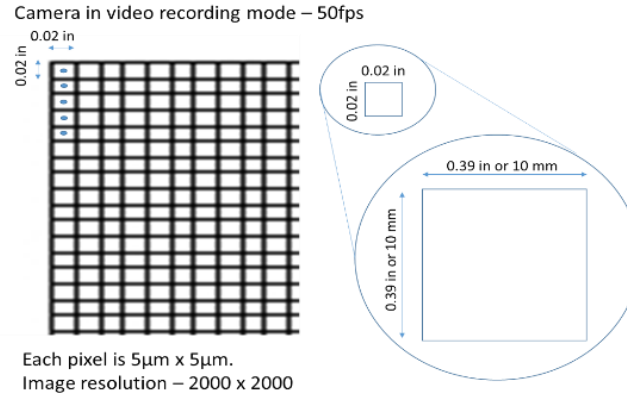 Camera in video recording mode – 50fps
0.02 in
0.02 in
0.02 in
0.02 in
0.39 in or 10 mm
0.39 in or 10 mm
Each pixel is 5µm x 5µm.
Image resolution – 2000 x 2000